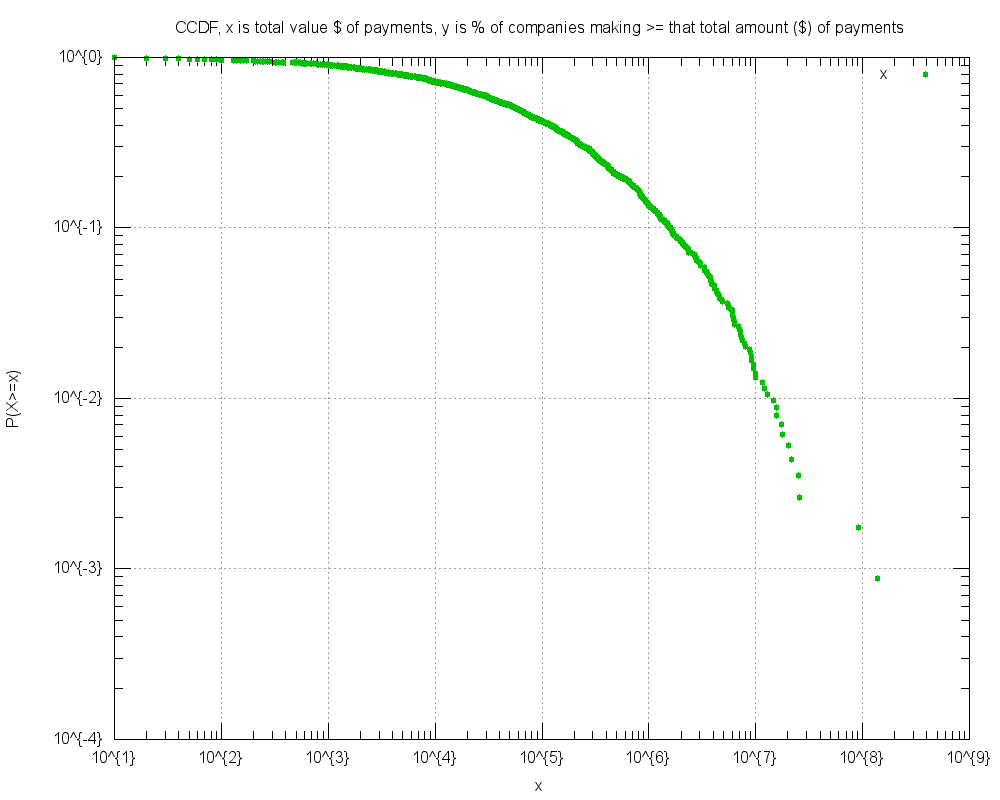 CCDF, x is total value $ of payments, y is % of companies making >= that total amount ($) of payments
10^{0}
x
10^{-1}
P(X>=x)
10^{-2}
10^{-3}
10^{-4}
10^{1} 10^{2} 10^{3} 10^{4} 10^{5} 10^{6} 10^{7} 10^{8} 10^{9}
x